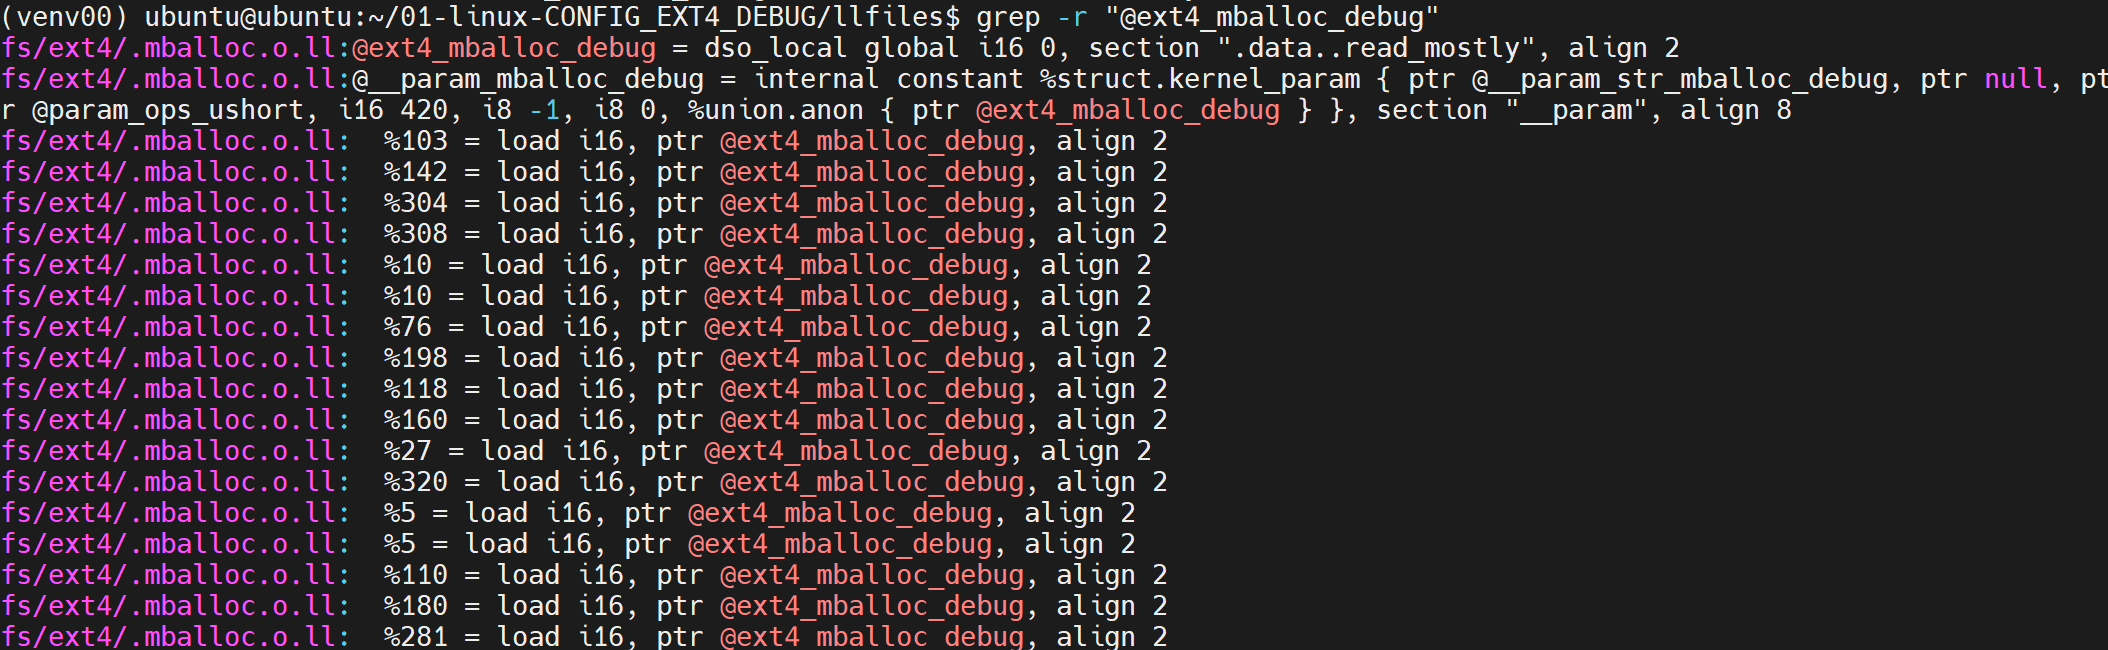 (venv00) ubuntu@ubuntu:~/01-linux-CONFIG_EXT4_DEBUG/llfiles$ grep -r "@ext4_mballoc_debug"
fs/ext4/.mballoc.o.ll:@ext4_mballoc_debug = dso_local global i16 0, section ".data..read_mostly", align 2
fs/ext4/.mballoc.o.ll:@__param_mballoc_debug = internal constant %struct.kernel_param { ptr @__param_str_mballoc_debug, ptr null, pt
r @param_ops_ushort, i16 420, i8 -1, i8 0, %union.anon { ptr @ext4_mballoc_debug } }, section "__param", align 8
fs/ext4/.mballoc.o.ll:  %103 = load i16, ptr @ext4_mballoc_debug, align 2
fs/ext4/.mballoc.o.ll:  %142 = load i16, ptr @ext4_mballoc_debug, align 2
fs/ext4/.mballoc.o.ll:  %304 = load i16, ptr @ext4_mballoc_debug, align 2
fs/ext4/.mballoc.o.ll:  %308 = load i16, ptr @ext4_mballoc_debug, align 2
fs/ext4/.mballoc.o.ll:  %10 = load i16, ptr @ext4_mballoc_debug, align 2
fs/ext4/.mballoc.o.ll:  %10 = load i16, ptr @ext4_mballoc_debug, align 2
fs/ext4/.mballoc.o.ll:  %76 = load i16, ptr @ext4_mballoc_debug, align 2
fs/ext4/.mballoc.o.ll:  %198 = load i16, ptr @ext4_mballoc_debug, align 2
fs/ext4/.mballoc.o.ll:  %118 = load i16, ptr @ext4_mballoc_debug, align 2
fs/ext4/.mballoc.o.ll:  %160 = load i16, ptr @ext4_mballoc_debug, align 2
fs/ext4/.mballoc.o.ll:  %27 = load i16, ptr @ext4_mballoc_debug, align 2
fs/ext4/.mballoc.o.ll:  %320 = load i16, ptr @ext4_mballoc_debug, align 2
fs/ext4/.mballoc.o.ll:  %5 = load i16, ptr @ext4_mballoc_debug, align 2
fs/ext4/.mballoc.o.ll:  %5 = load i16, ptr @ext4_mballoc_debug, align 2
fs/ext4/.mballoc.o.ll:  %110 = load i16, ptr @ext4_mballoc_debug, align 2
fs/ext4/.mballoc.o.ll:  %180 = load i16, ptr @ext4_mballoc_debug, align 2
fs/ext4/.mballoc.o.ll:  %281 = load i16, ptr @ext4_mballoc_debug, align 2